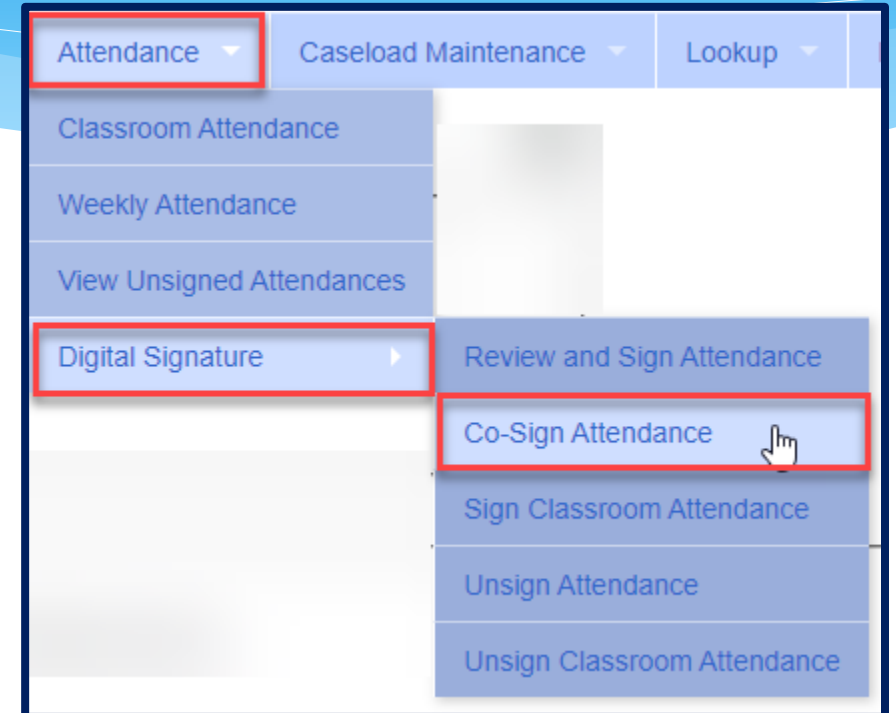 Attendance Caseload Maintenance Lookup
Classroom Attendance
Weekly Attendance
View Unsigned Attendances
Digital Signature
Review and Sign Attendance
Co-Sign Attendance
Sign Classroom Attendance
Unsign Attendance
Unsign Classroom Attendance